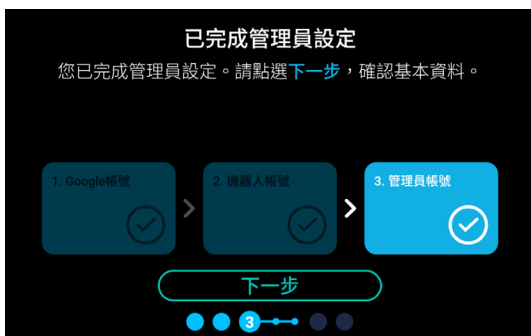 已完成管理員設定
您已完成管理員設定。請點選下一步，確認基本資料。
1. Google帳號
2. 機器人帳號
3. 管理員帳號
下一步
3